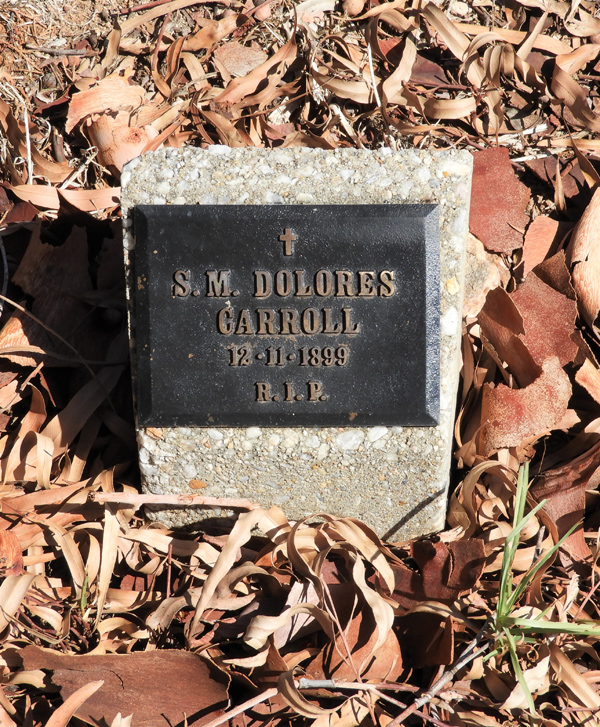 S. M. DOLORES
CARROLL
12·11·1899
R. I. P.